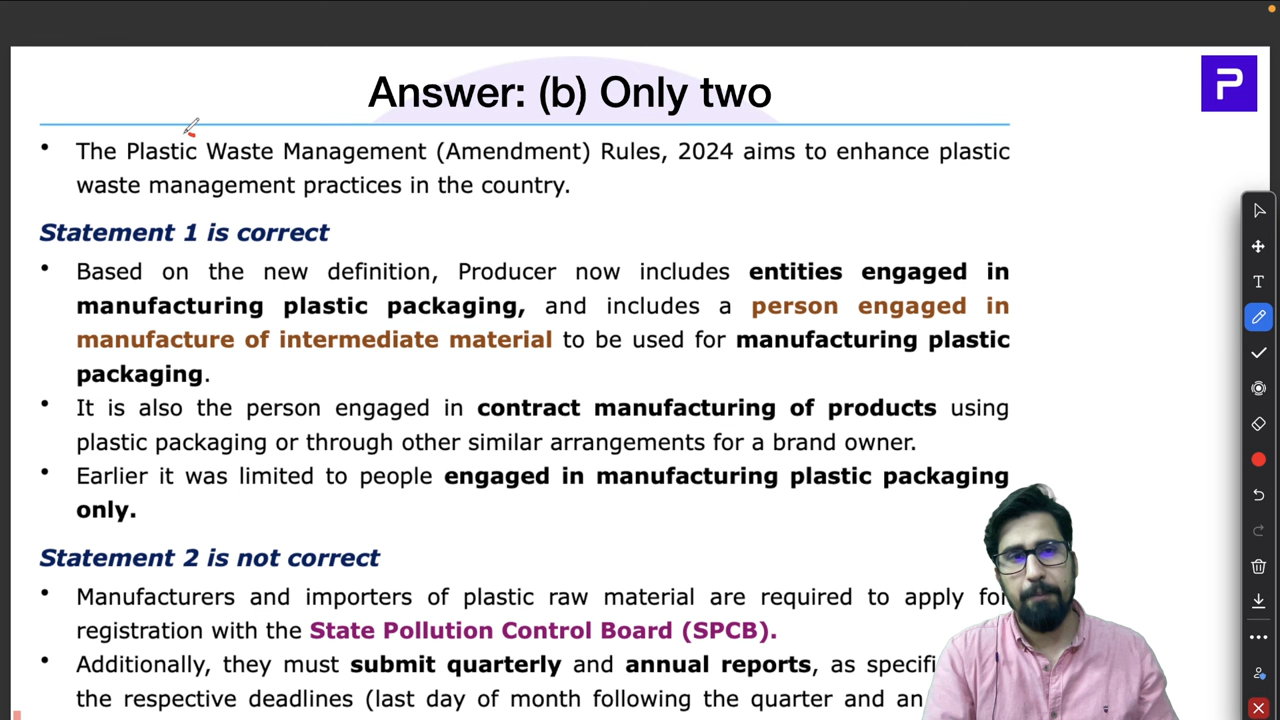 Answer: (b) Only two
P
• The Plastic Waste Management (Amendment) Rules, 2024 aims to enhance plastic
waste management practices in the country.
Statement 1 is correct
• Based on the new definition, Producer now includes entities engaged in
manufacturing plastic packaging, and includes a person engaged in
manufacture of intermediate material to be used for manufacturing plastic
packaging.
• It is also the person engaged in contract manufacturing of products using
plastic packaging or through other similar arrangements for a brand owner.
• Earlier it was limited to people engaged in manufacturing plastic packaging
only.
Statement 2 is not correct
• Manufacturers and importers of plastic raw material are required to apply for
registration with the State Pollution Control Board (SPCB).
• Additionally, they must submit quarterly and annual reports, as
the respective deadlines (last day of month following the quarter and
T